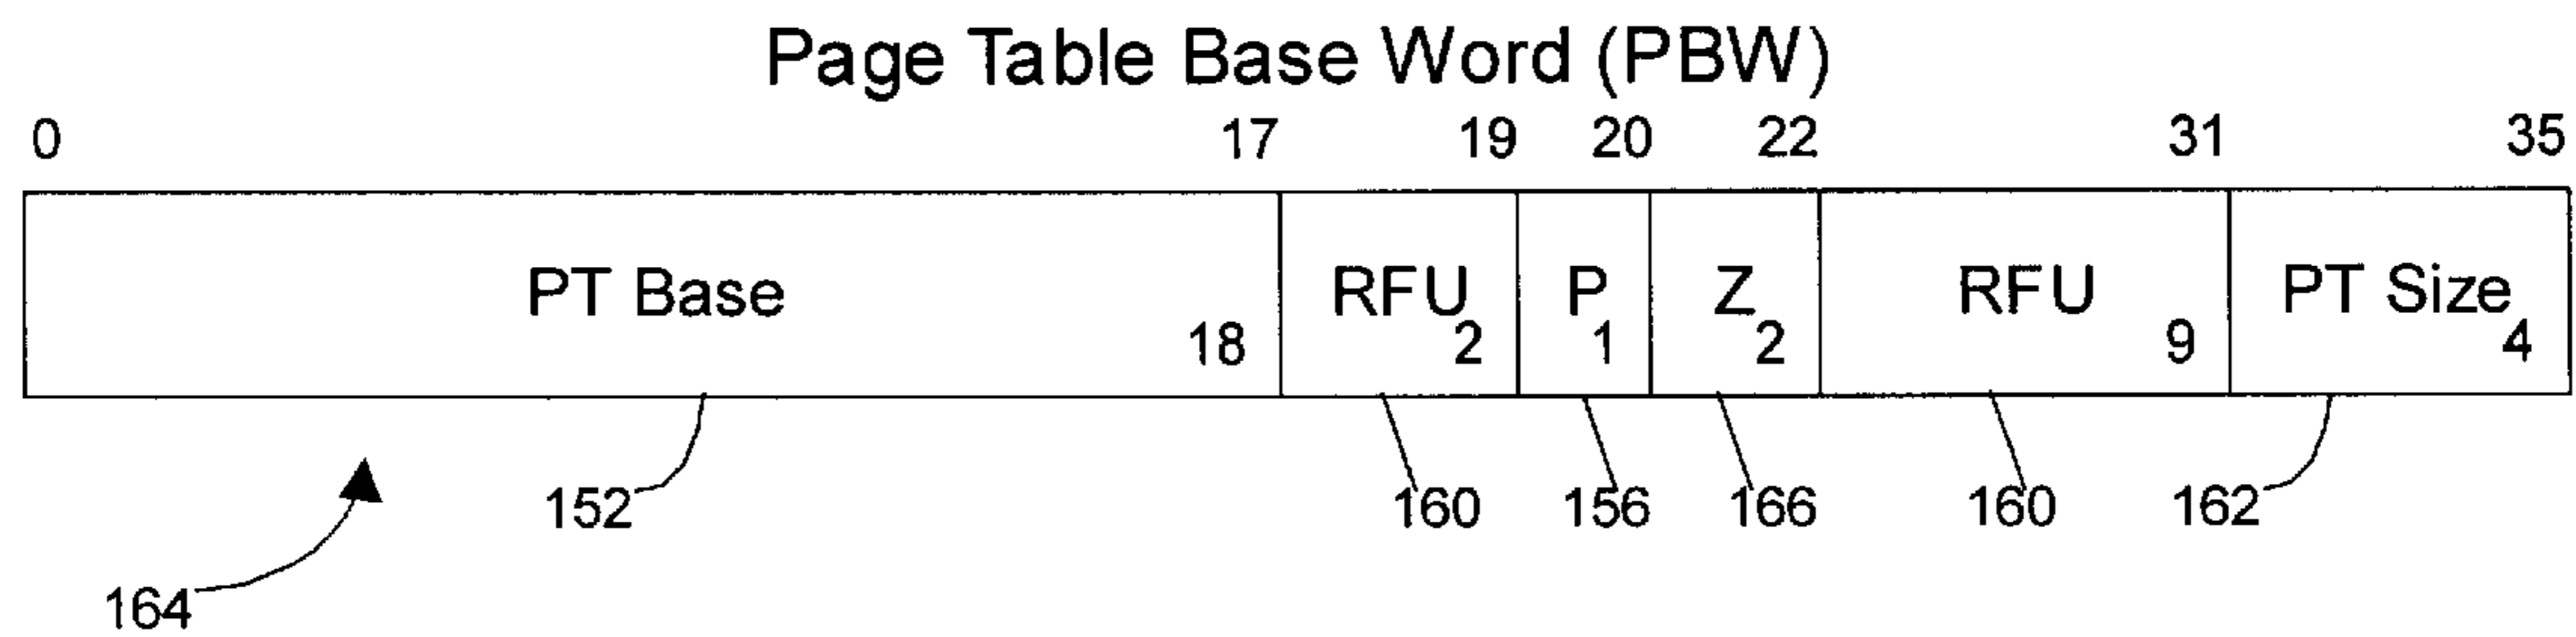 Page Table Base Word (PBW)
0 17 19 20 22 31 35
PT Base RFU P Z RFU PT Size
18 2 1 2 9 4
152 160 156 166 160 162
164